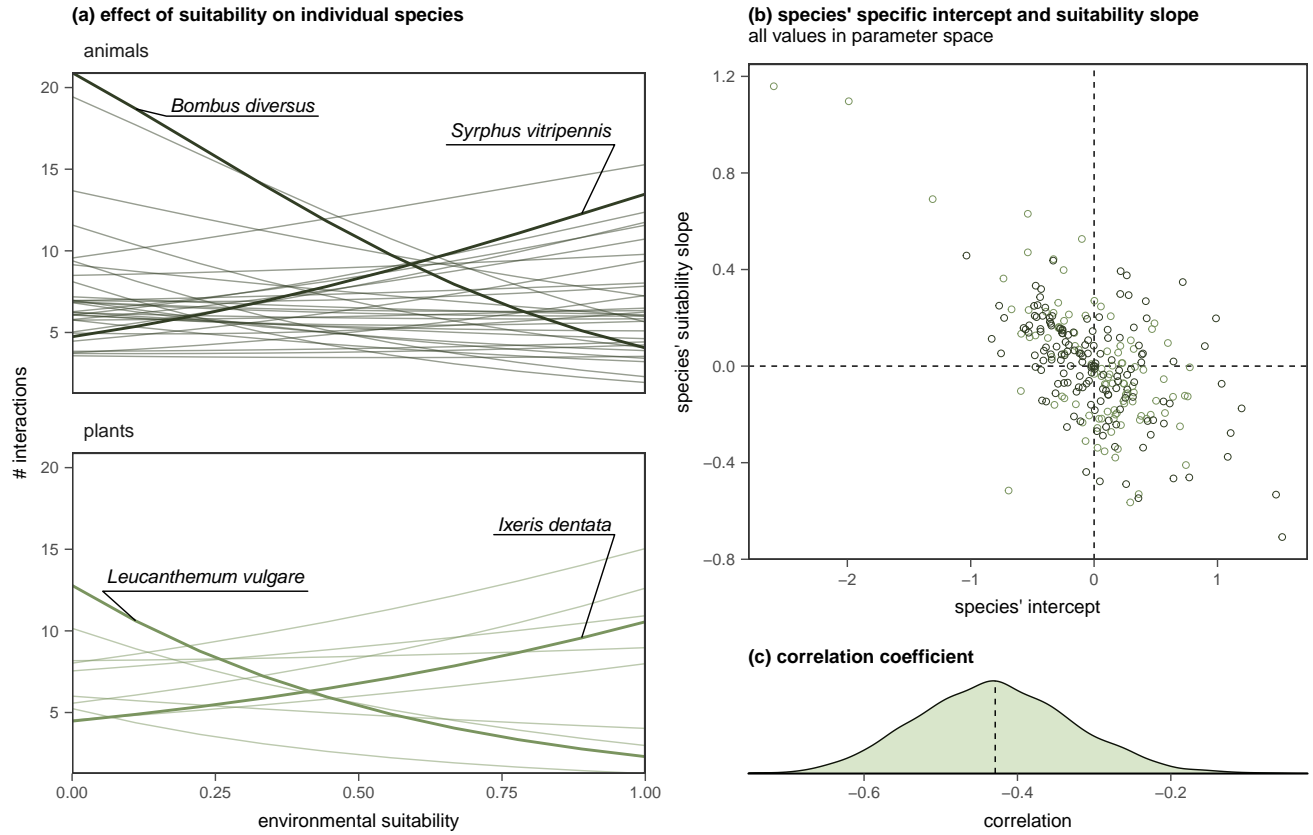 (a) effect of suitability on individual species
animals
20
15
10
5
Bombus diversus
Syrphus vitripennis
plants
20
15
10
5
Leucanthemum vulgare
Ixeris dentata
# interactions
0.00 0.25 0.50 0.75 1.00
environmental suitability
(b) species' specific intercept and suitability slope
all values in parameter space
1.2
0.8
0.4
0.0
−0.4
−0.8
species' suitability slope
−2 −1 0 1
species' intercept
(c) correlation coefficient
−0.6 −0.4 −0.2
correlation